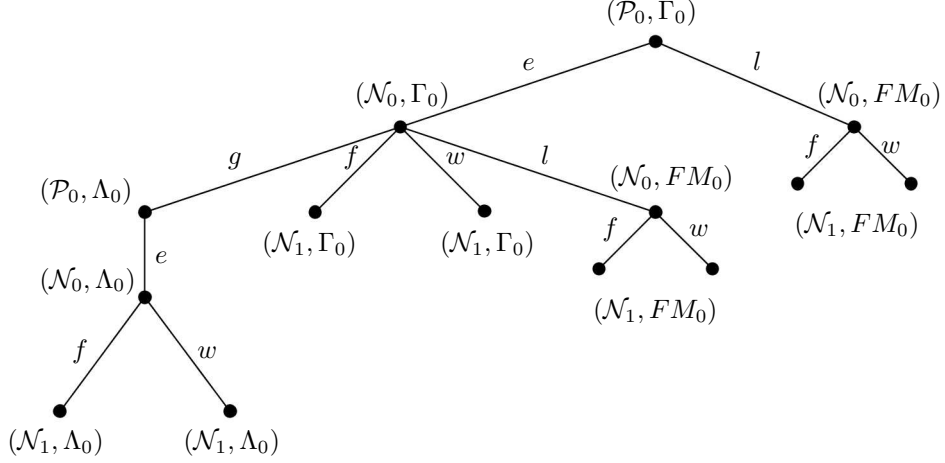 (𝒫₀, Γ₀)
e
l
(𝒩₀, Γ₀)
(𝒩₀, FM₀)
g
f
w
l
f
w
(𝒫₀, Λ₀)
(𝒩₀, FM₀)
(𝒩₁, Γ₀)
(𝒩₁, Γ₀)
(𝒩₁, FM₀)
e
f
w
(𝒩₀, Λ₀)
(𝒩₁, FM₀)
f
w
(𝒩₁, Λ₀)
(𝒩₁, Λ₀)